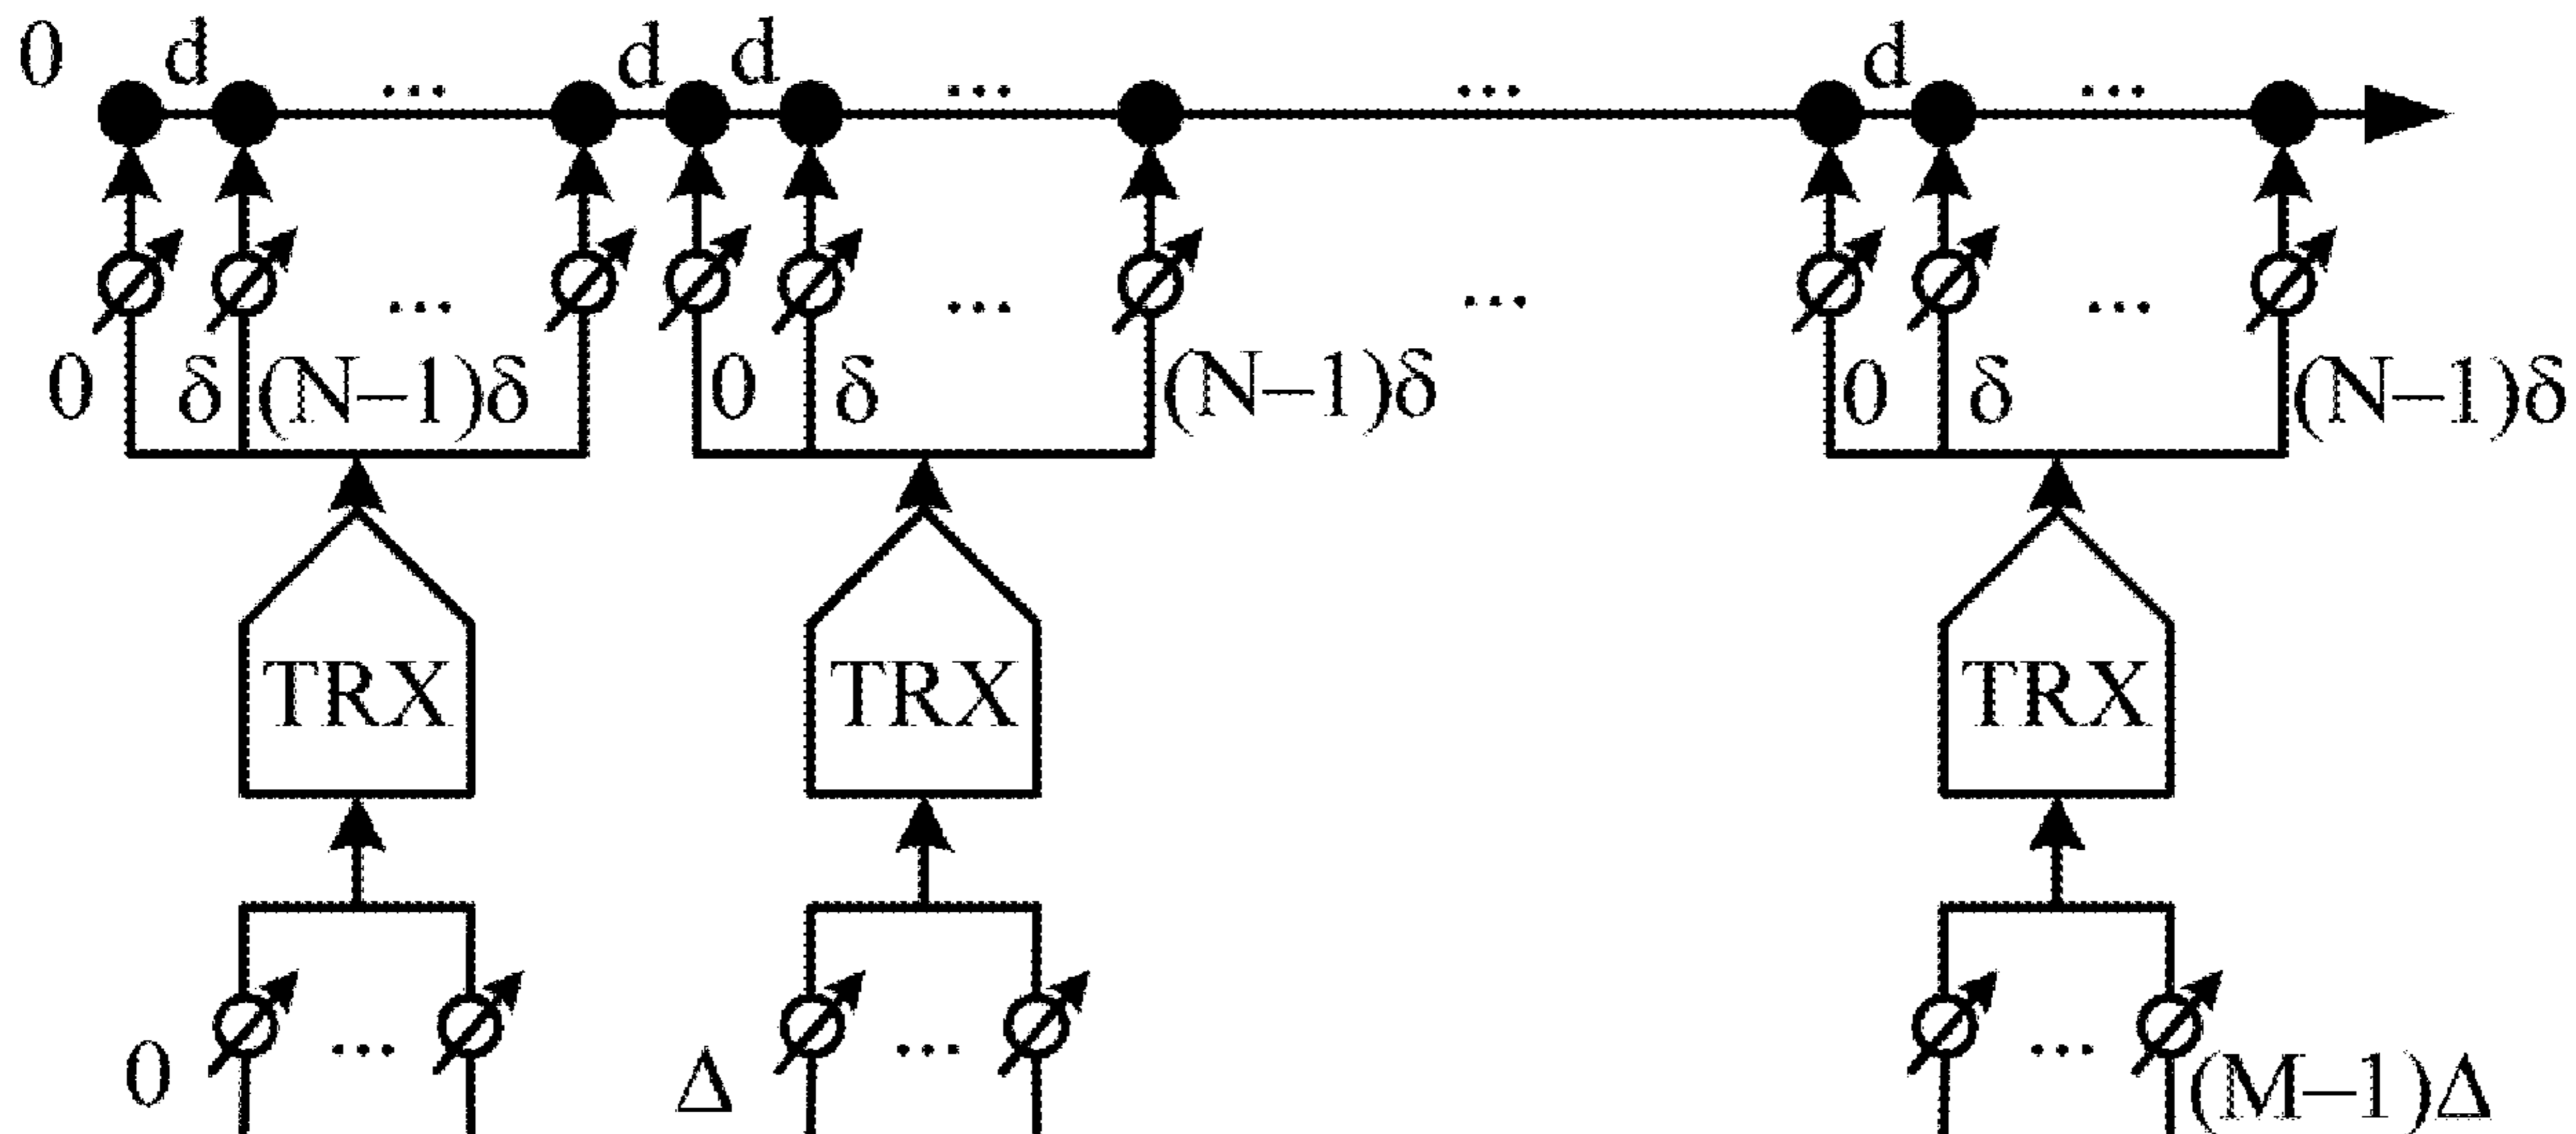 0 d ... d d ... ... d ...
... ... ... ...
0 δ (N–1)δ 0 δ (N–1)δ 0 δ (N–1)δ
TRX TRX TRX
0 ... Δ ... ... (M–1)Δ